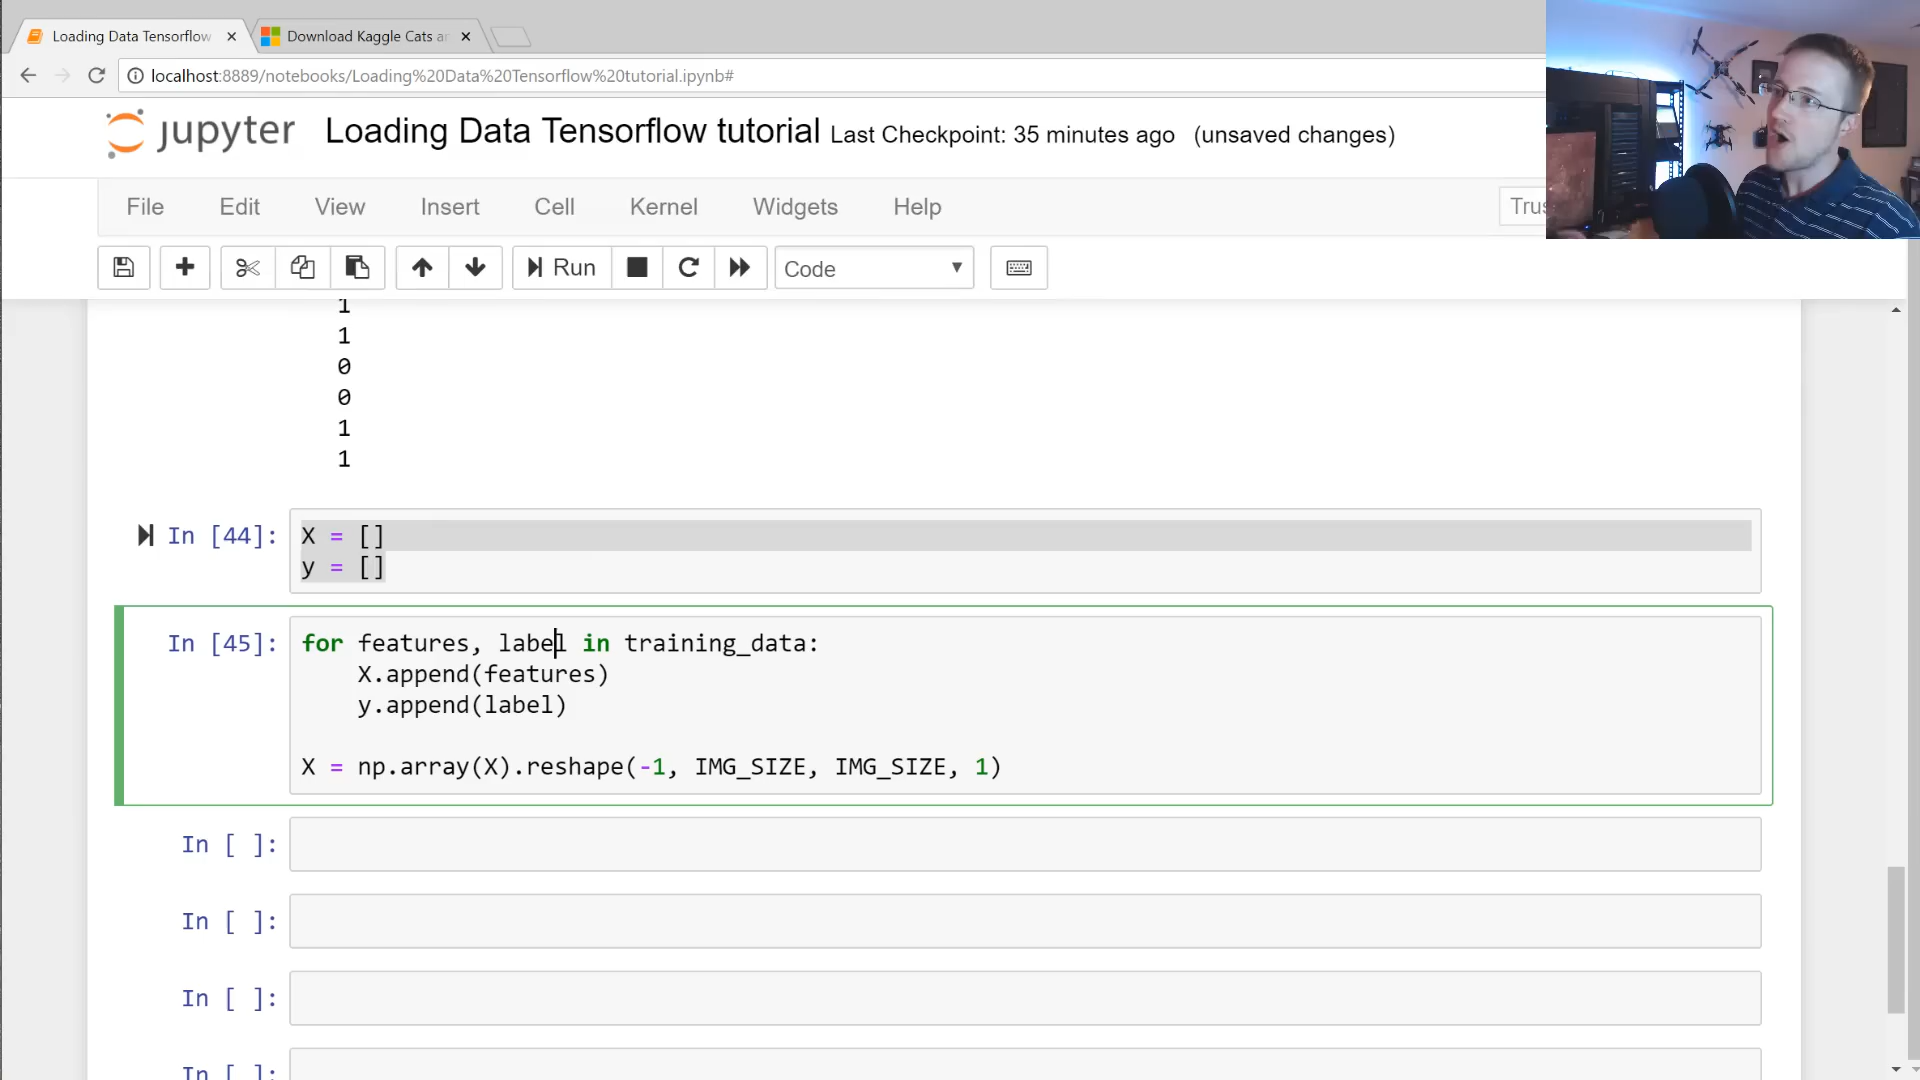 Loading Data Tensorflow
Download Kaggle Cats a
localhost:8889/notebooks/Loading%20Data%20Tensorflow%20tutorial.ipynb#
jupyter Loading Data Tensorflow tutorial Last Checkpoint: 35 minutes ago (unsaved changes)
File Edit View Insert Cell Kernel Widgets Help Trus
Run Code
1
1
0
0
1
1
In [44]: X = []
y = []
In [45]: for features, label in training_data:
X.append(features)
y.append(label)
X = np.array(X).reshape(-1, IMG_SIZE, IMG_SIZE, 1)
In [ ]:
In [ ]:
In [ ]:
In [ ]: